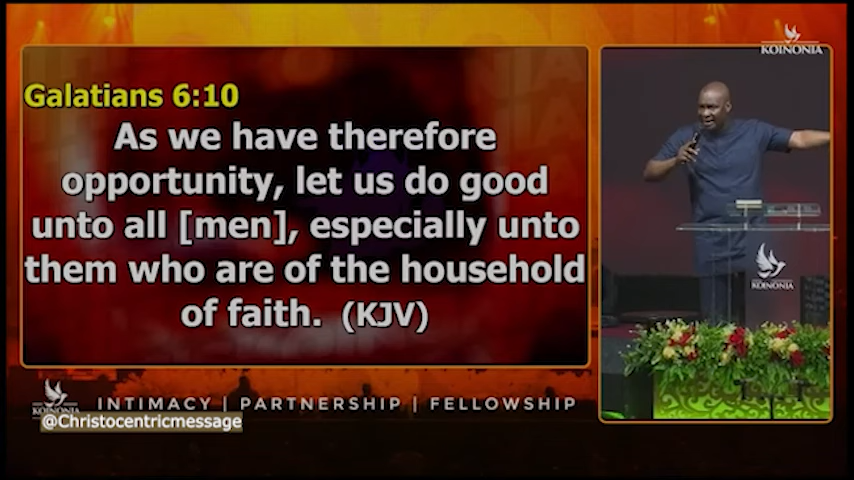 KOINONIA
Galatians 6:10
As we have therefore
opportunity, let us do good
unto all [men], especially unto
them who are of the household
of faith.  (KJV)
KOINONIA
KOINONIA
INTIMACY | PARTNERSHIP | FELLOWSHIP
@Christocentricmessage